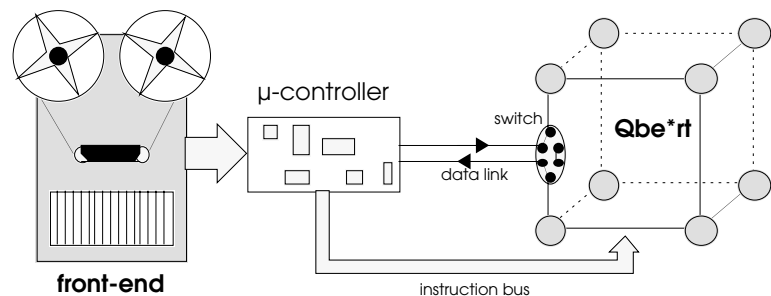 µ-controller
switch
Qbe*rt
data link
front-end
instruction bus